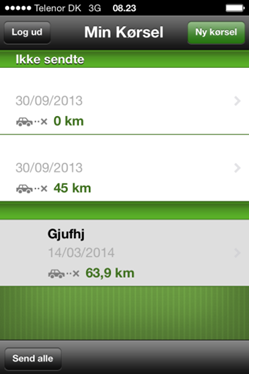 Telenor DK 3G 08.23
Log ud Min Kørsel Ny kørsel
Ikke sendte
30/09/2013
0 km
30/09/2013
45 km
Gjufhj
14/03/2014
63,9 km
Send alle